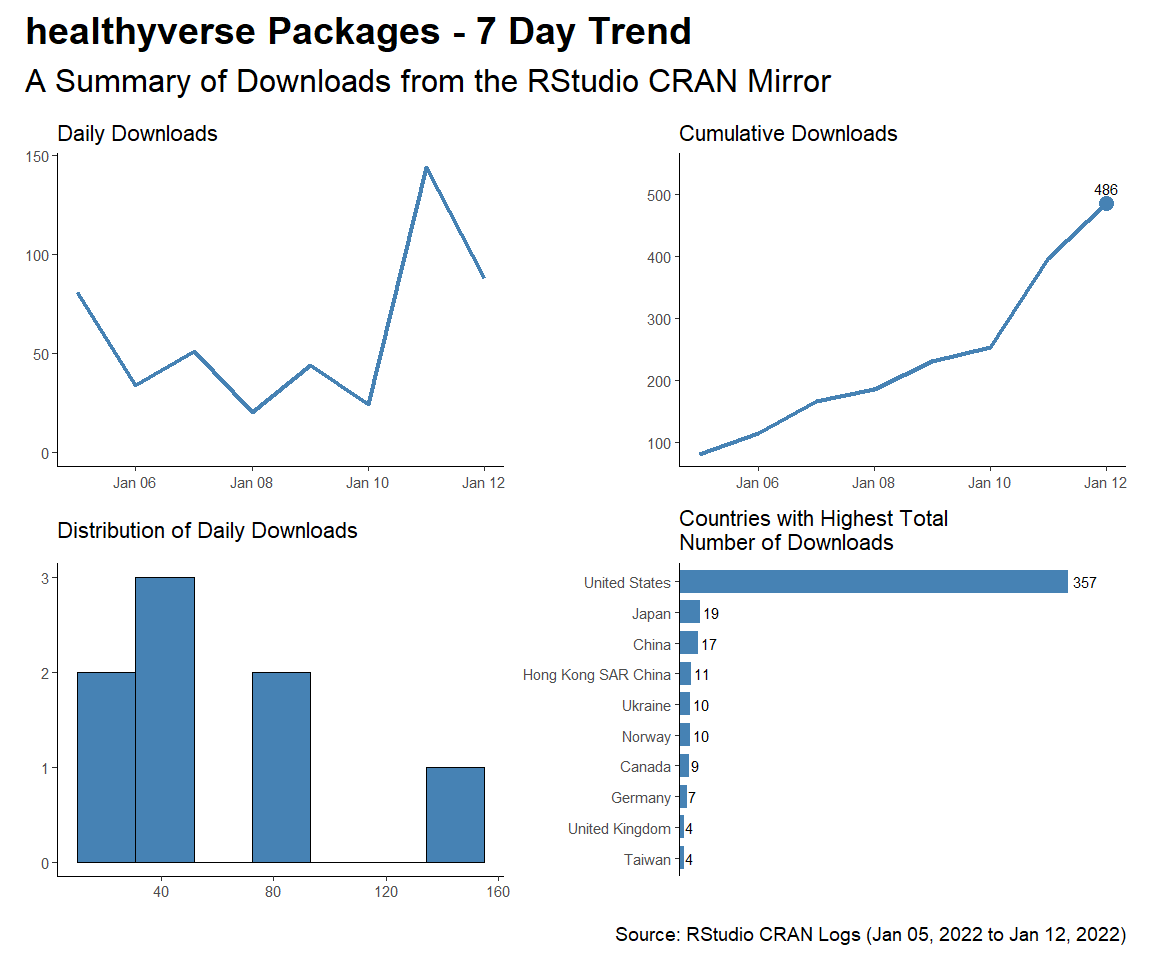 healthyverse Packages - 7 Day Trend
A Summary of Downloads from the RStudio CRAN Mirror
Daily Downloads
150
100
50
0
Jan 06
Jan 08
Jan 10
Jan 12
Cumulative Downloads
486
500
400
300
200
100
Jan 06
Jan 08
Jan 10
Jan 12
Distribution of Daily Downloads
3
2
1
0
40
80
120
160
Countries with Highest Total
Number of Downloads
United States 357
Japan 19
China 17
Hong Kong SAR China 11
Ukraine 10
Norway 10
Canada 9
Germany 7
United Kingdom 4
Taiwan 4
Source: RStudio CRAN Logs (Jan 05, 2022 to Jan 12, 2022)